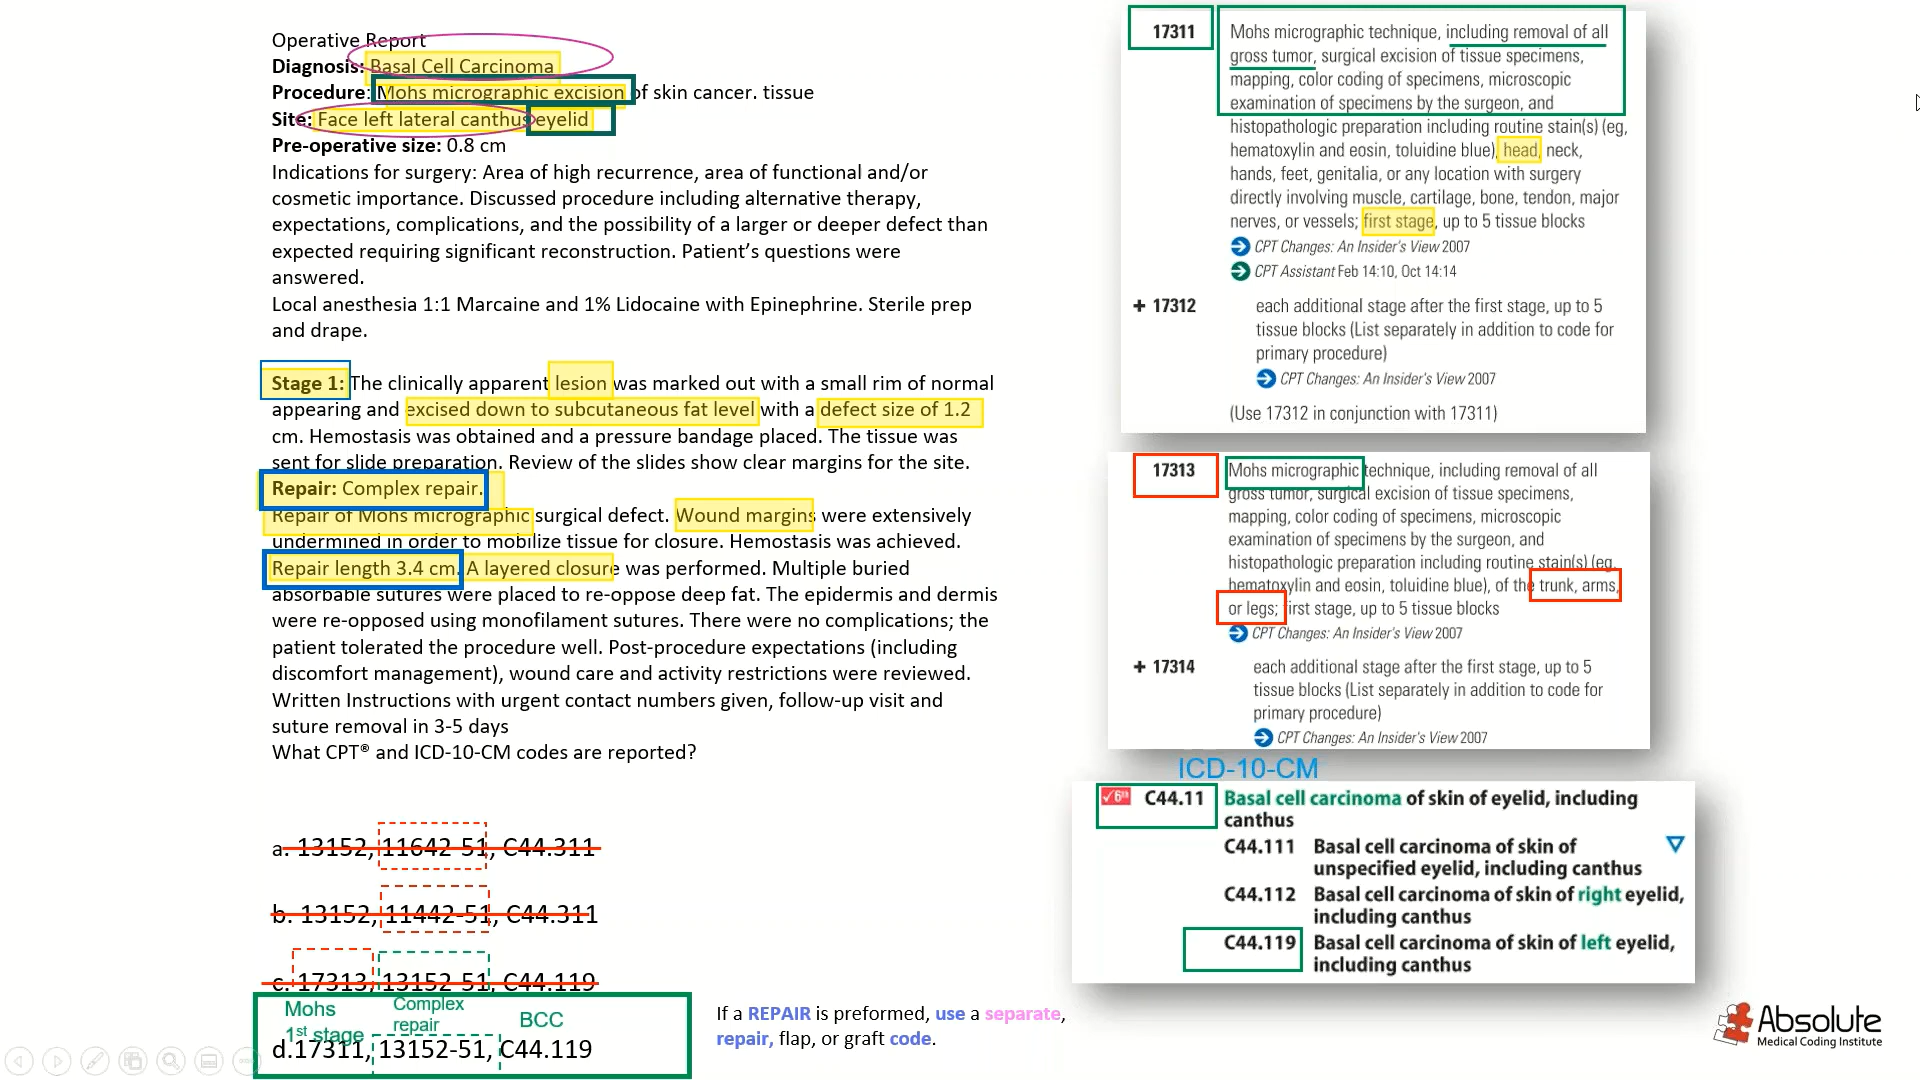 Operative Report
Diagnosis: Basal Cell Carcinoma
Procedure: Mohs micrographic excision of skin cancer. tissue
Site: Face left lateral canthus eyelid
Pre-operative size: 0.8 cm
Indications for surgery: Area of high recurrence, area of functional and/or
cosmetic importance. Discussed procedure including alternative therapy,
expectations, complications, and the possibility of a larger or deeper defect than
expected requiring significant reconstruction. Patient's questions were
answered.
Local anesthesia 1:1 Marcaine and 1% Lidocaine with Epinephrine. Sterile prep
and drape.
Stage 1: The clinically apparent lesion was marked out with a small rim of normal
appearing and excised down to subcutaneous fat level with a defect size of 1.2
cm. Hemostasis was obtained and a pressure bandage placed. The tissue was
sent for slide preparation. Review of the slides show clear margins for the site.
Repair: Complex repair.
Repair of Mohs micrographic surgical defect. Wound margins were extensively
undermined in order to mobilize tissue for closure. Hemostasis was achieved.
Repair length 3.4 cm. A layered closure was performed. Multiple buried
absorbable sutures were placed to re-oppose deep fat. The epidermis and dermis
were re-opposed using monofilament sutures. There were no complications; the
patient tolerated the procedure well. Post-procedure expectations (including
discomfort management), wound care and activity restrictions were reviewed.
Written Instructions with urgent contact numbers given, follow-up visit and
suture removal in 3-5 days
What CPT® and ICD-10-CM codes are reported?
a. 13152, 11642-51, C44.311
b. 13152, 11442-51, C44.311
c. 17313, 13152-51, C44.119
Mohs
1st stage
Complex
repair
BCC
d.17311, 13152-51, C44.119
If a REPAIR is preformed, use a separate,
repair, flap, or graft code.
17311 Mohs micrographic technique, including removal of all
gross tumor, surgical excision of tissue specimens,
mapping, color coding of specimens, microscopic
examination of specimens by the surgeon, and
histopathologic preparation including routine stain(s) (eg,
hematoxylin and eosin, toluidine blue), head, neck,
hands, feet, genitalia, or any location with surgery
directly involving muscle, cartilage, bone, tendon, major
nerves, or vessels; first stage, up to 5 tissue blocks
CPT Changes: An Insider's View 2007
CPT Assistant Feb 14:10, Oct 14:14
+ 17312 each additional stage after the first stage, up to 5
tissue blocks (List separately in addition to code for
primary procedure)
CPT Changes: An Insider's View 2007
(Use 17312 in conjunction with 17311)
17313 Mohs micrographic technique, including removal of all
gross tumor, surgical excision of tissue specimens,
mapping, color coding of specimens, microscopic
examination of specimens by the surgeon, and
histopathologic preparation including routine stain(s) (eg,
hematoxylin and eosin, toluidine blue), of the trunk, arms,
or legs; first stage, up to 5 tissue blocks
CPT Changes: An Insider's View 2007
+ 17314 each additional stage after the first stage, up to 5
tissue blocks (List separately in addition to code for
primary procedure)
CPT Changes: An Insider's View 2007
ICD-10-CM
√6th C44.11 Basal cell carcinoma of skin of eyelid, including
canthus
C44.111 Basal cell carcinoma of skin of
unspecified eyelid, including canthus
C44.112 Basal cell carcinoma of skin of right eyelid,
including canthus
C44.119 Basal cell carcinoma of skin of left eyelid,
including canthus
Absolute
Medical Coding Institute